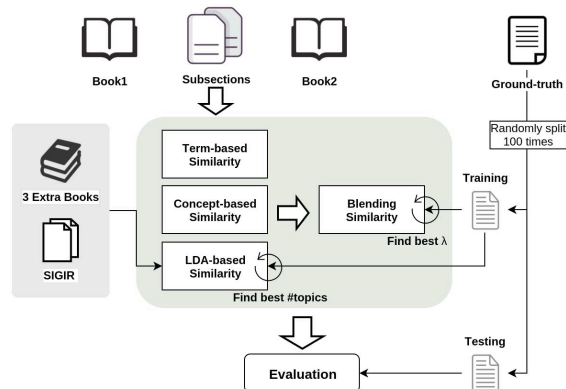 Book1
Subsections
Book2
Ground-truth
Randomly split
100 times
Term-based
Similarity
3 Extra Books
Concept-based
Similarity
Blending
Similarity
Training
Find best λ
SIGIR
LDA-based
Similarity
Find best #topics
Testing
Evaluation